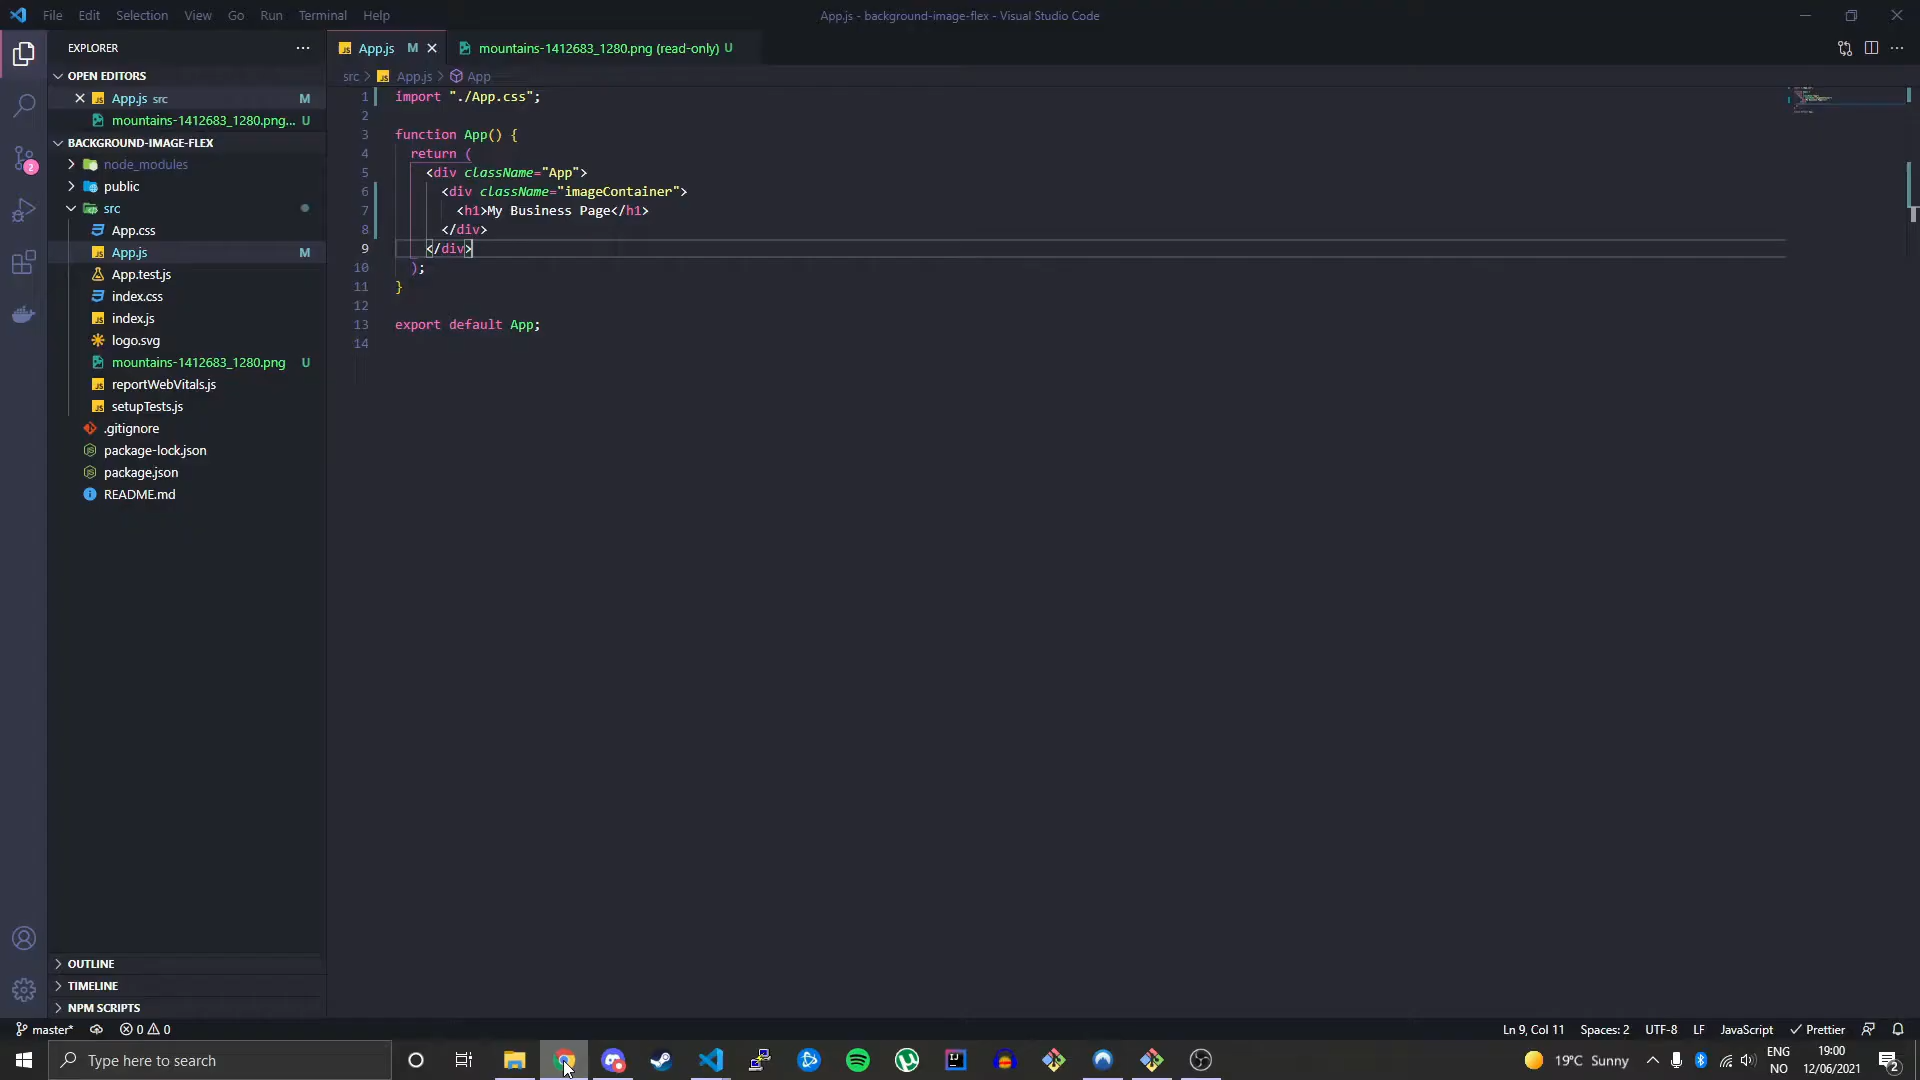 File Edit Selection View Go Run Terminal Help
App.js - background-image-flex - Visual Studio Code
EXPLORER
OPEN EDITORS
App.js src M
mountains-1412683_1280.png... U
BACKGROUND-IMAGE-FLEX
node_modules
public
src
App.css
App.js M
App.test.js
index.css
index.js
logo.svg
mountains-1412683_1280.png U
reportWebVitals.js
setupTests.js
.gitignore
package-lock.json
package.json
README.md
OUTLINE
TIMELINE
NPM SCRIPTS
App.js M
mountains-1412683_1280.png (read-only) U
src > App.js > App
1 import "./App.css";
2
3 function App() {
4 return (
5 <div className="App">
6 <div className="imageContainer">
7 <h1>My Business Page</h1>
8 </div>
9 </div>
10 );
11 }
12
13 export default App;
14
2
master* 0 0
Ln 9, Col 11 Spaces: 2 UTF-8 LF JavaScript Prettier
Type here to search
19°C Sunny
ENG
NO
19:00
12/06/2021
2